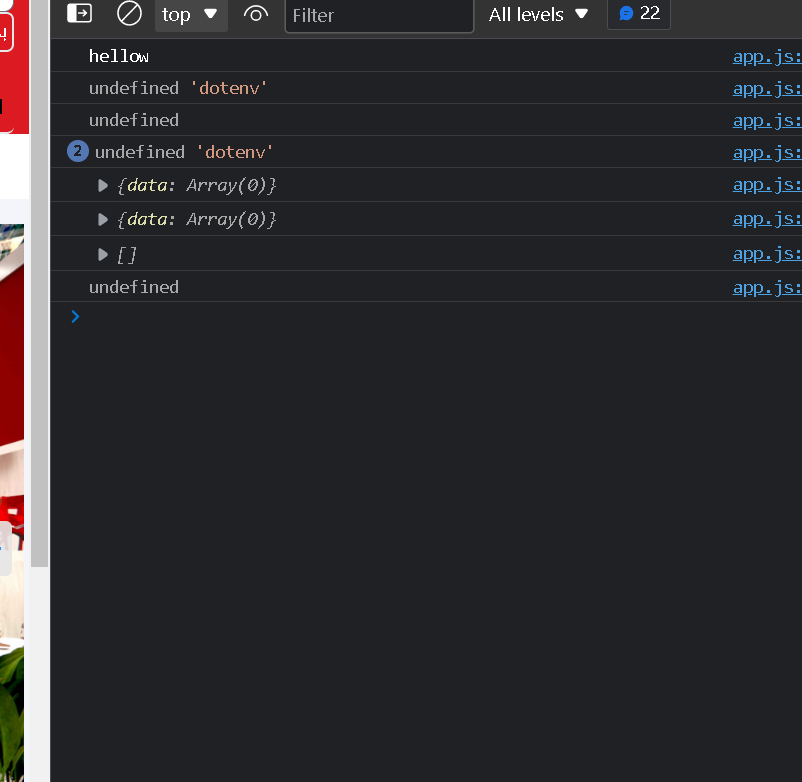 top Filter All levels 22
hellow app.js:
undefined 'dotenv' app.js:
undefined app.js:
2 undefined 'dotenv' app.js:
{data: Array(0)} app.js:
{data: Array(0)} app.js:
[] app.js:
undefined app.js: